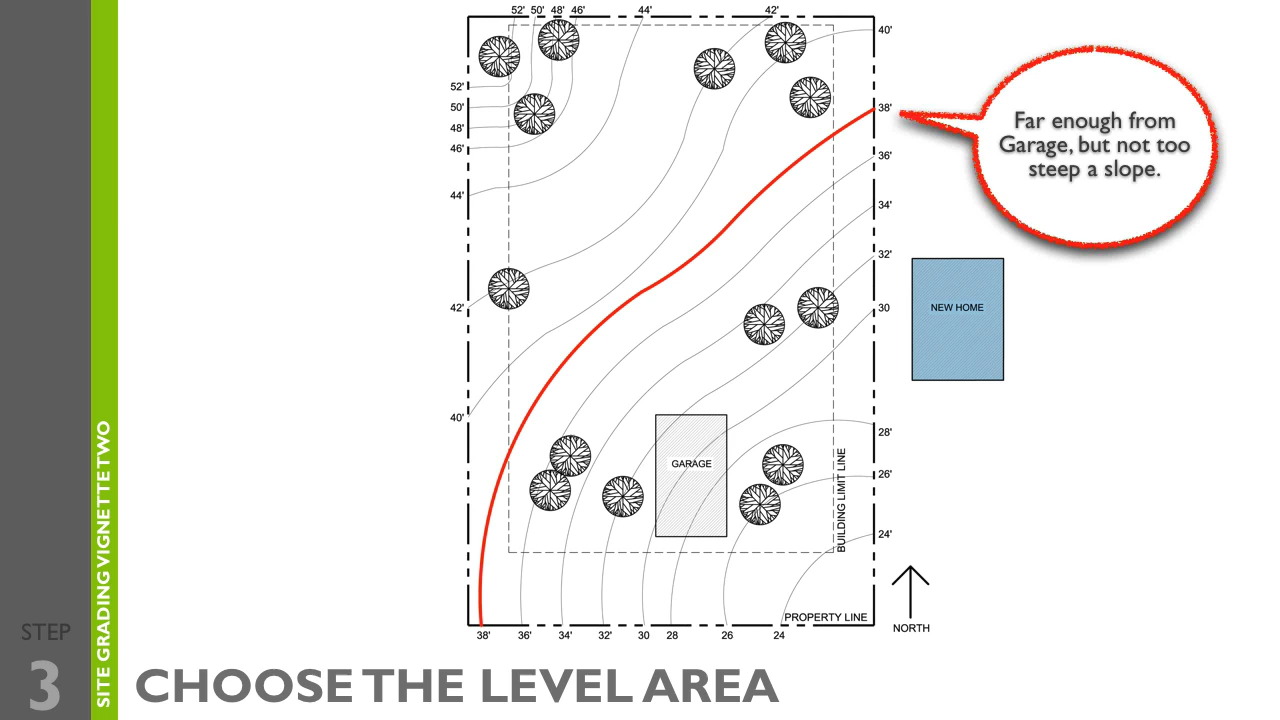 52' 50' 48' 46' 44' 42'
40'
52'
50'
48'
46'
44'
42'
40'
38'
36'
34'
32'
30
28'
26'
24'
Far enough from
Garage, but not too
steep a slope.
NEW HOME
GARAGE
BUILDING LIMIT LINE
PROPERTY LINE
38' 36' 34' 32' 30 28 26 24
NORTH
SITE GRADING VIGNETTE TWO
STEP
3
CHOOSE THE LEVEL AREA